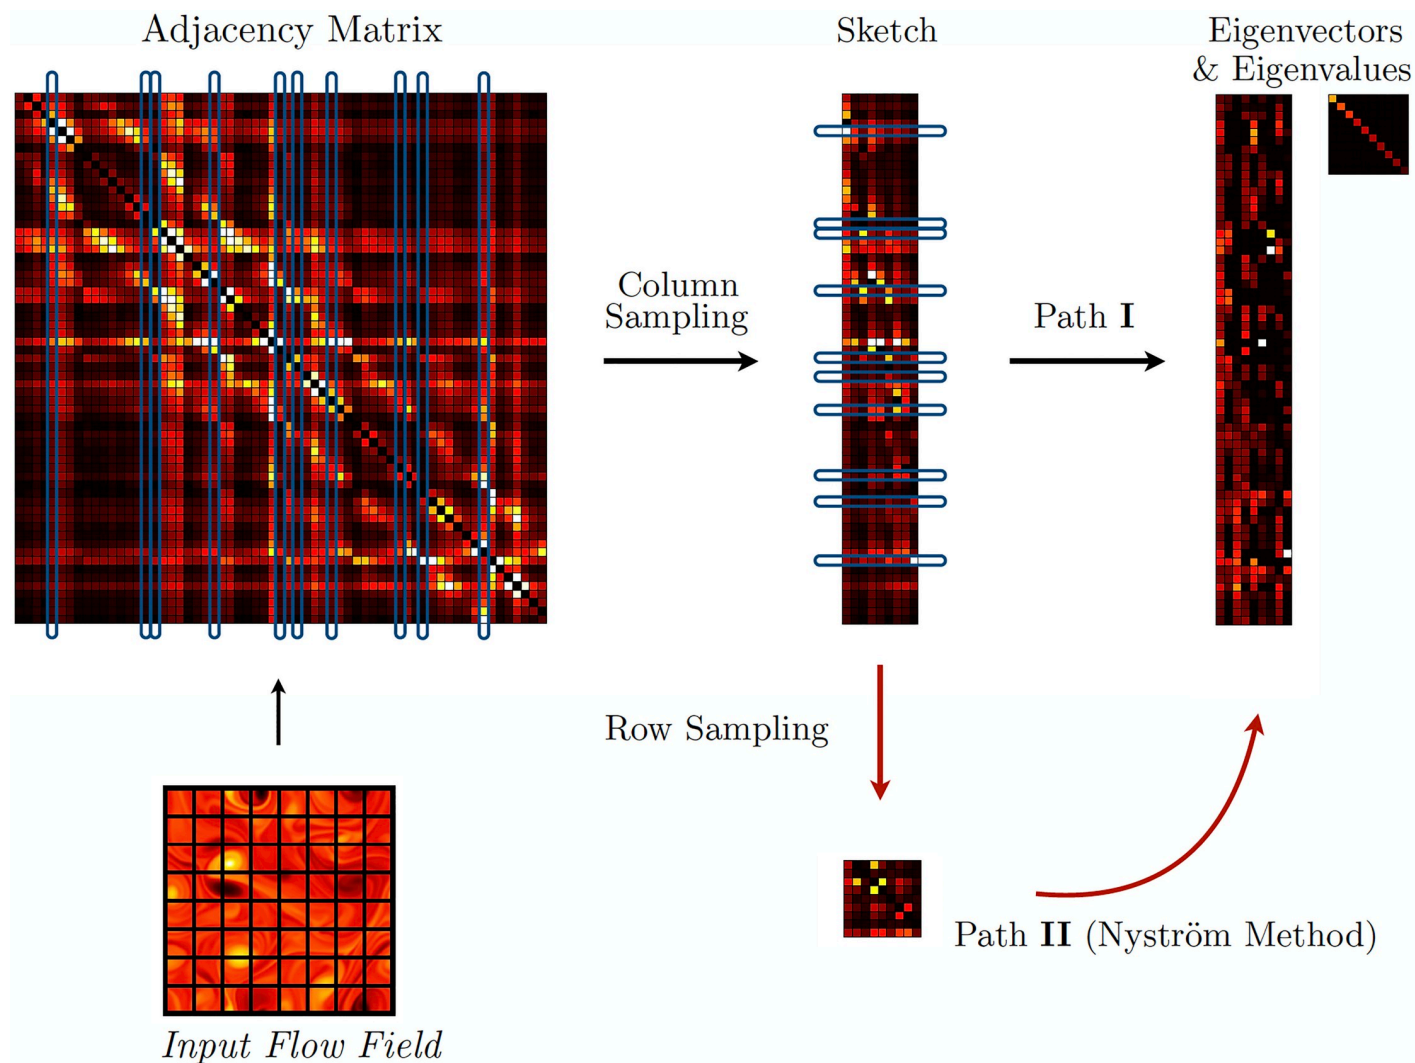 Adjacency Matrix
Sketch
Eigenvectors
& Eigenvalues
Column
Sampling
Path I
Row Sampling
Path II (Nyström Method)
Input Flow Field